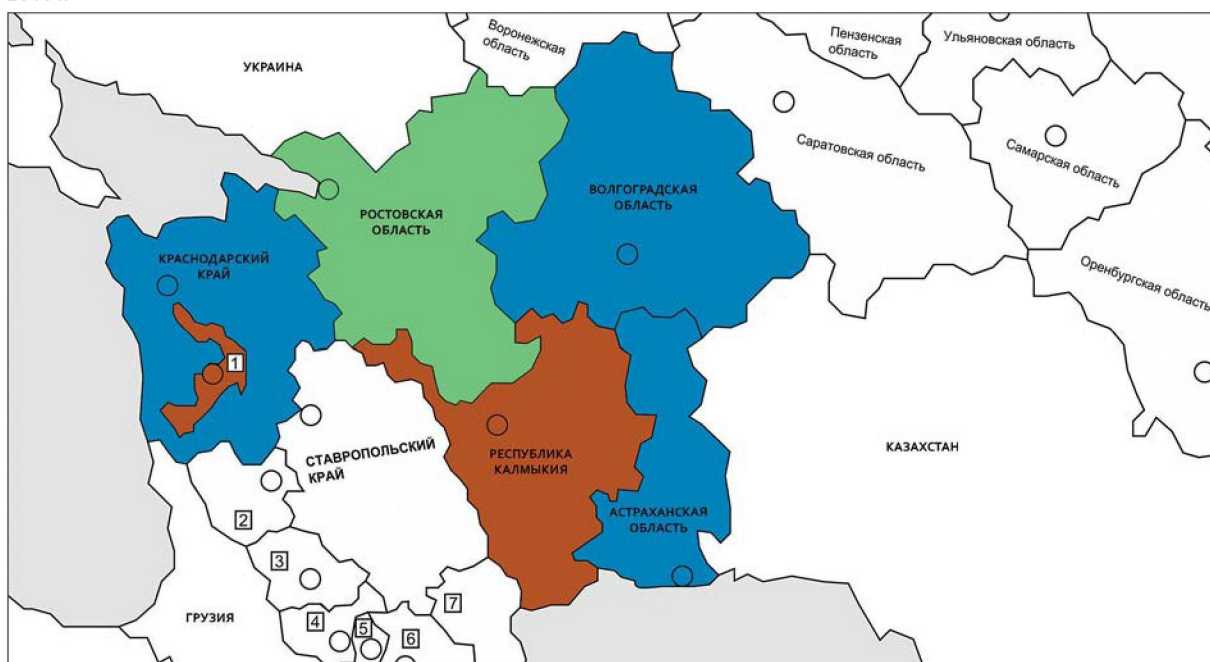 Воронежская
область
Пензенская
область
Ульяновская область
УКРАИНА
Саратовская область
Самарская область
ВОЛГОГРАДСКАЯ
ОБЛАСТЬ
РОСТОВСКАЯ
ОБЛАСТЬ
КРАСНОДАРСКИЙ
КРАЙ
Оренбургская область
1
СТАВРОПОЛЬСКИЙ
КРАЙ
РЕСПУБЛИКА
КАЛМЫКИЯ
КАЗАХСТАН
АСТРАХАНСКАЯ
ОБЛАСТЬ
2
3
ГРУЗИЯ
4
5
6
7